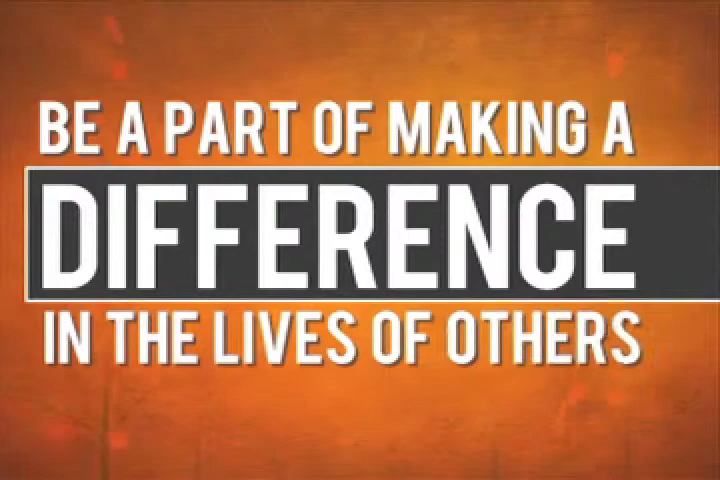 BE A PART OF MAKING A
DIFFERENCE
IN THE LIVES OF OTHERS